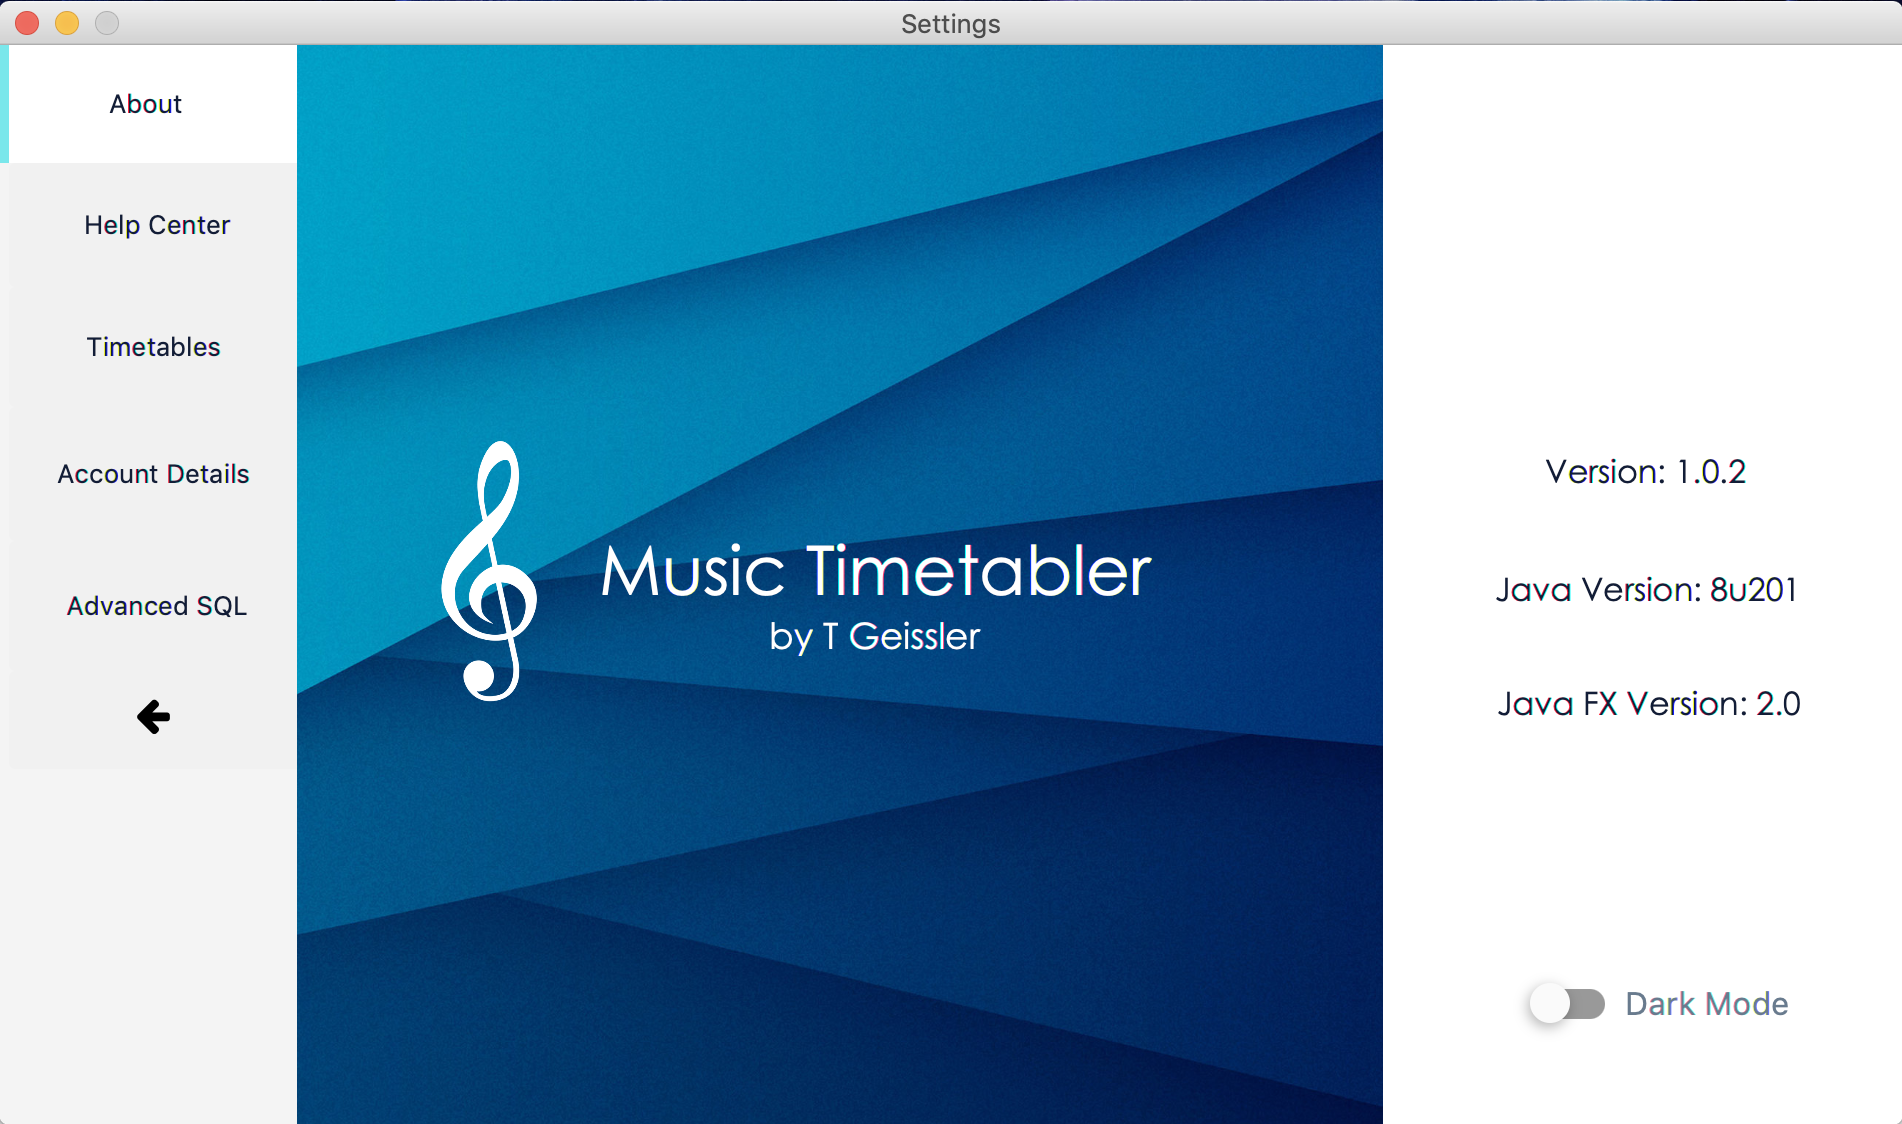 Settings
About
Help Center
Timetables
Account Details
Advanced SQL
Music Timetabler
by T Geissler
Version: 1.0.2
Java Version: 8u201
Java FX Version: 2.0
Dark Mode